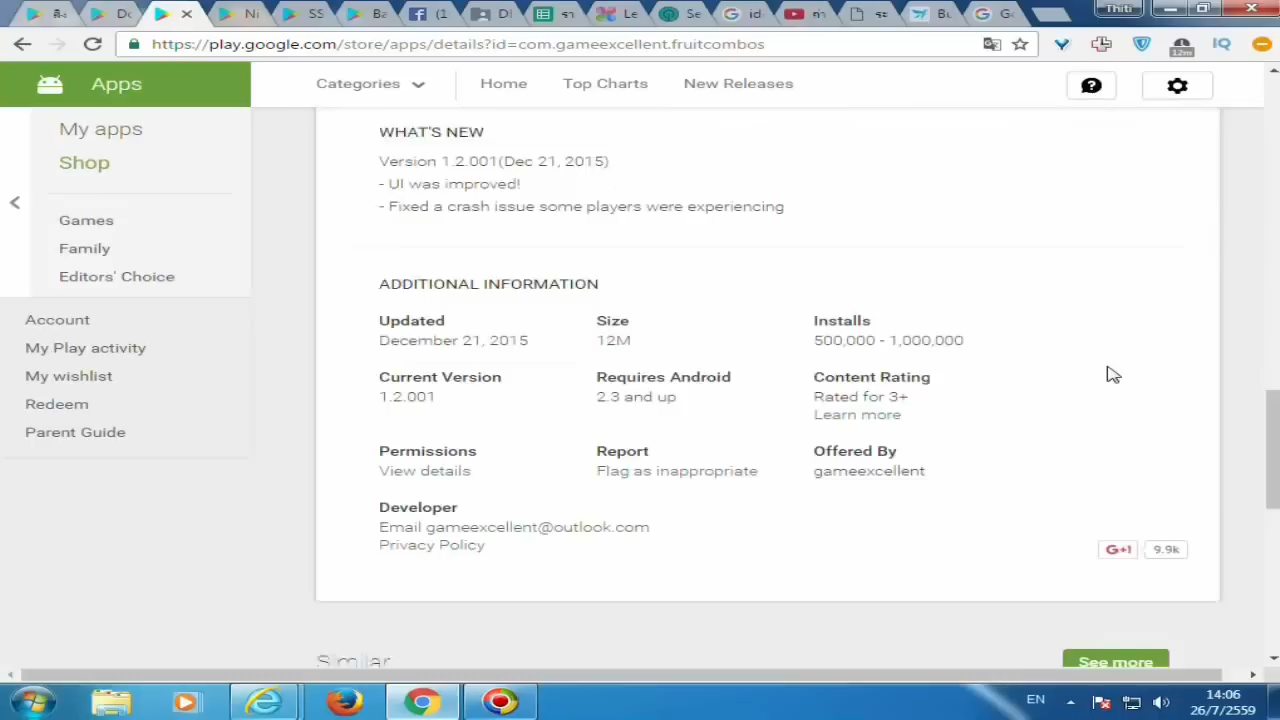 Thiti
https://play.google.com/store/apps/details?id=com.gameexcellent.fruitcombos
12m
IQ
Apps
Categories
Home
Top Charts
New Releases
My apps
Shop
Games
Family
Editors' Choice
Account
My Play activity
My wishlist
Redeem
Parent Guide
WHAT'S NEW
Version 1.2.001(Dec 21, 2015)
- UI was improved!
- Fixed a crash issue some players were experiencing
ADDITIONAL INFORMATION
Updated
December 21, 2015
Size
12M
Installs
500,000 - 1,000,000
Current Version
1.2.001
Requires Android
2.3 and up
Content Rating
Rated for 3+
Learn more
Permissions
View details
Report
Flag as inappropriate
Offered By
gameexcellent
Developer
Email gameexcellent@outlook.com
Privacy Policy
G+1
9.9k
Similar
See more
EN
14:06
26/7/2559